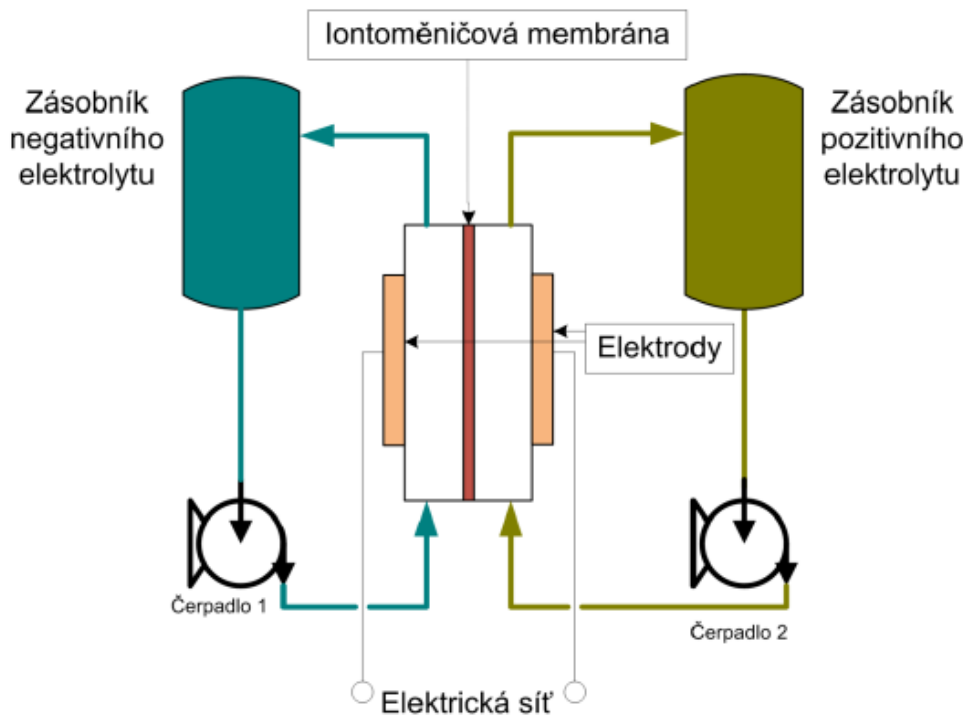 Iontoměničová membrána
Zásobník
negativního
elektrolytu
Zásobník
pozitivního
elektrolytu
Elektrody
Čerpadlo 1
Čerpadlo 2
Elektrická síť